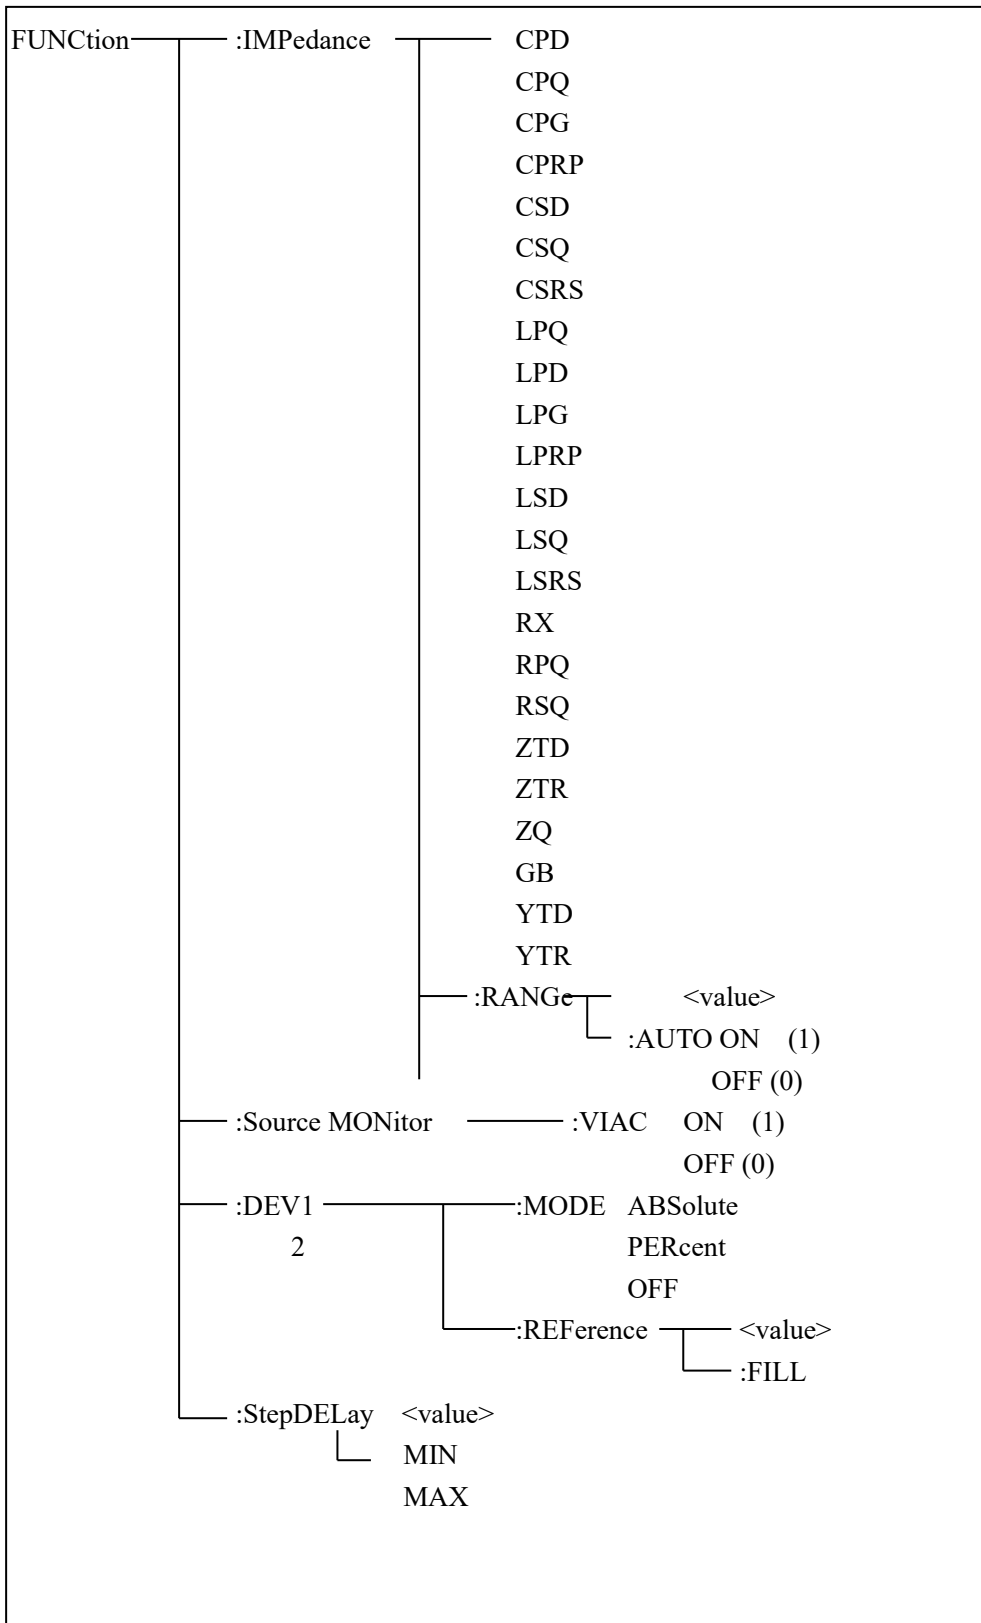 FUNCtion :IMPedance CPD
CPQ
CPG
CPRP
CSD
CSQ
CSRS
LPQ
LPD
LPG
LPRP
LSD
LSQ
LSRS
RX
RPQ
RSQ
ZTD
ZTR
ZQ
GB
YTD
YTR
:RANGe <value>
:AUTO ON (1)
OFF (0)
:Source MONitor :VIAC ON (1)
OFF (0)
:DEV1 :MODE ABSolute
2 PERcent
OFF
:REFerence <value>
:FILL
:StepDELay <value>
MIN
MAX